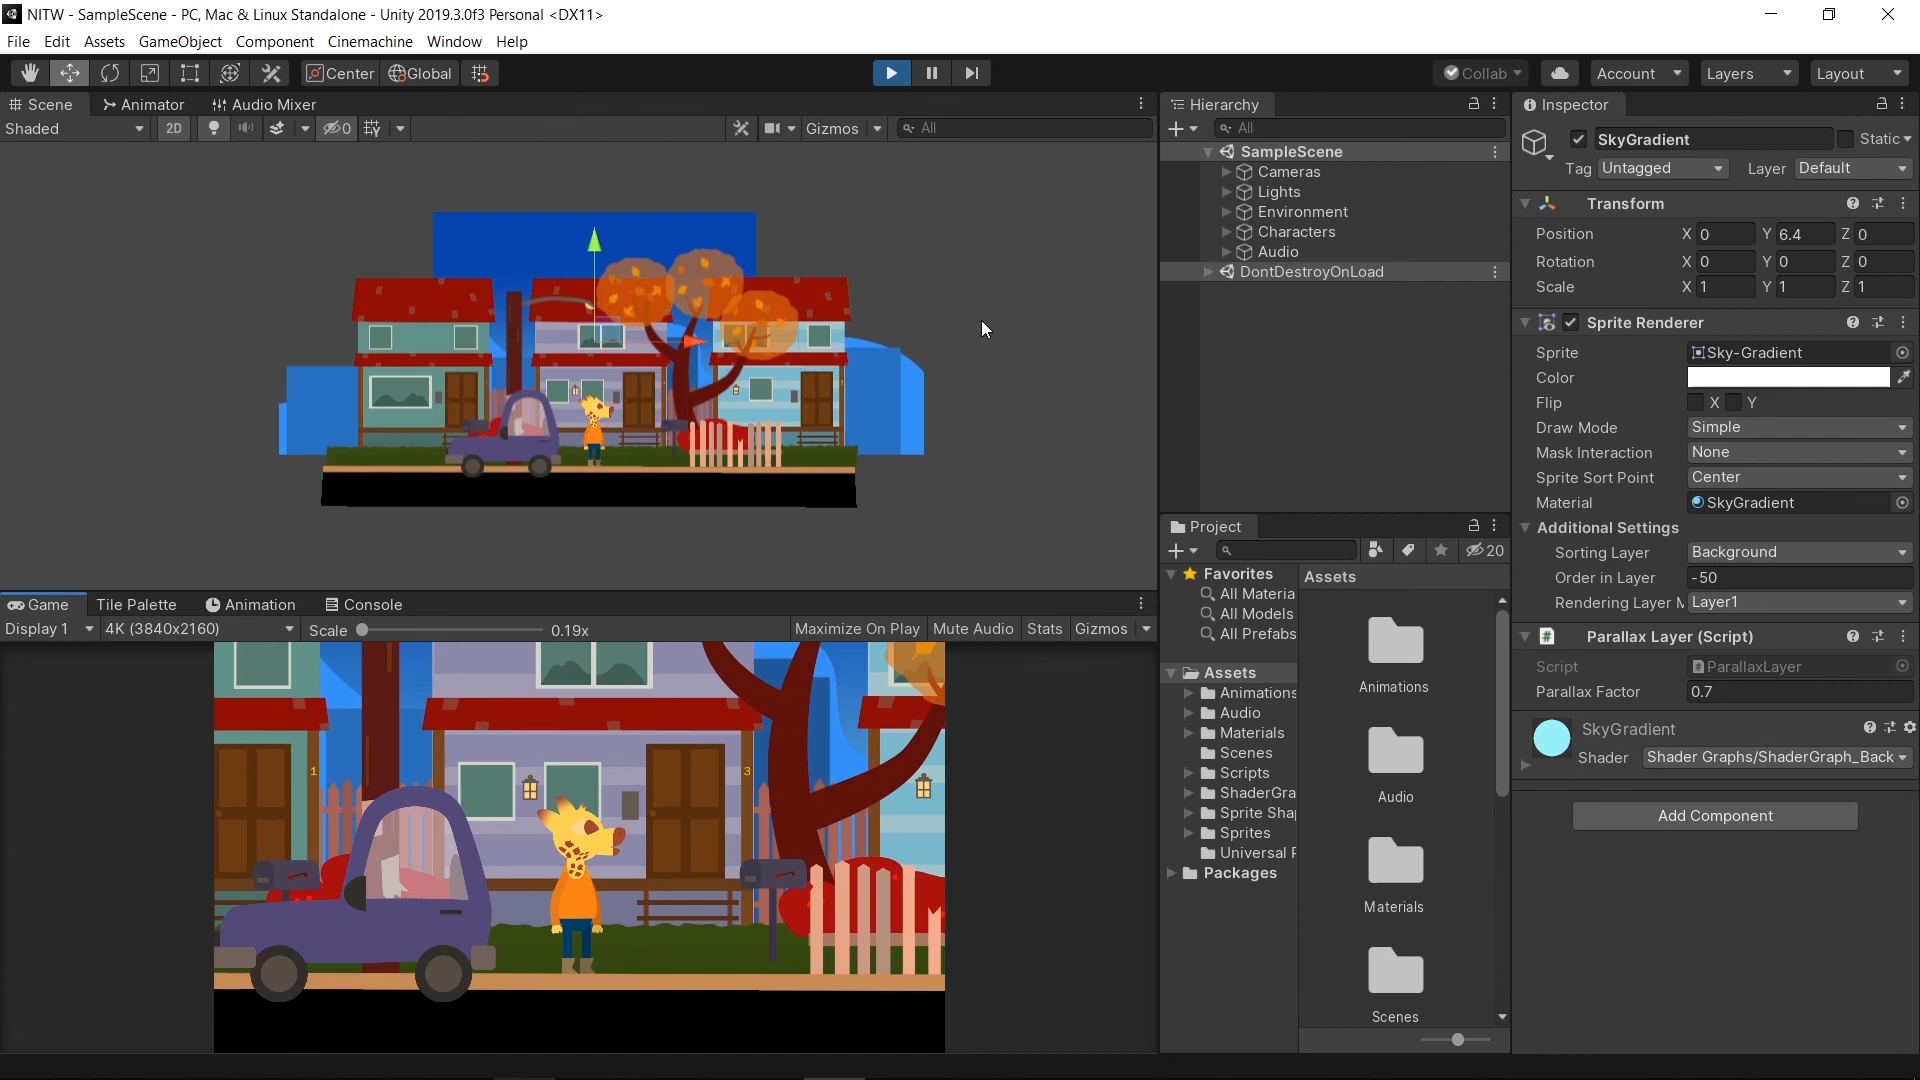 NITW - SampleScene - PC, Mac & Linux Standalone - Unity 2019.3.0f3 Personal <DX11>
File Edit Assets GameObject Component Cinemachine Window Help
Center Global Collab Account Layers Layout
Scene Animator Audio Mixer
Shaded 2D 0 Gizmos All
Hierarchy
All
SampleScene
Cameras
Lights
Environment
Characters
Audio
DontDestroyOnLoad
Game Tile Palette Animation Console
Display 1 4K (3840x2160) Scale 0.19x Maximize On Play Mute Audio Stats Gizmos
1
3
Project
20
Favorites
All Materia
All Models
All Prefabs
Assets
Animations
Audio
Materials
Scenes
Scripts
ShaderGra
Sprite Sha
Sprites
Universal
Packages
Assets
Animations
Audio
Materials
Scenes
Inspector
SkyGradient Static
Tag Untagged Layer Default
Transform
Position X 0 Y 6.4 Z 0
Rotation X 0 Y 0 Z 0
Scale X 1 Y 1 Z 1
Sprite Renderer
Sprite Sky-Gradient
Color
Flip X Y
Draw Mode Simple
Mask Interaction None
Sprite Sort Point Center
Material SkyGradient
Additional Settings
Sorting Layer Background
Order in Layer -50
Rendering Layer M Layer1
Parallax Layer (Script)
Script ParallaxLayer
Parallax Factor 0.7
SkyGradient
Shader Shader Graphs/ShaderGraph_Back
Add Component